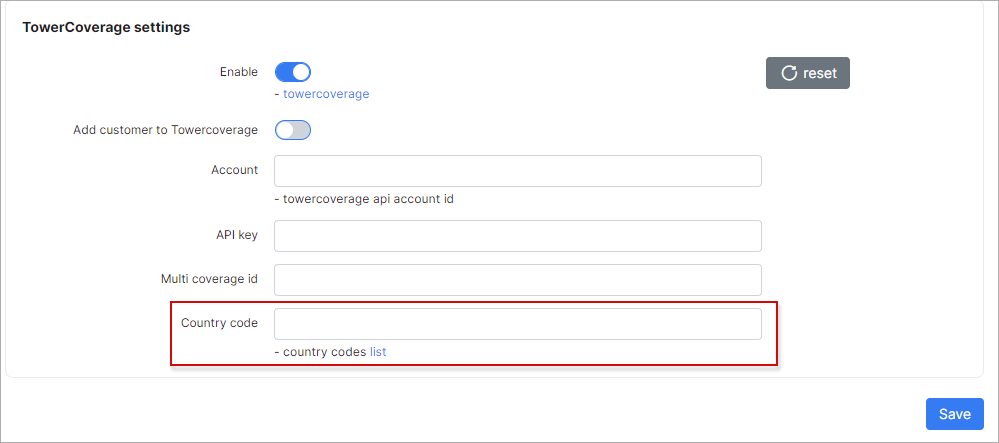 TowerCoverage settings
Enable
reset
- towercoverage
Add customer to Towercoverage
Account
- towercoverage api account id
API key
Multi coverage id
Country code
- country codes list
Save